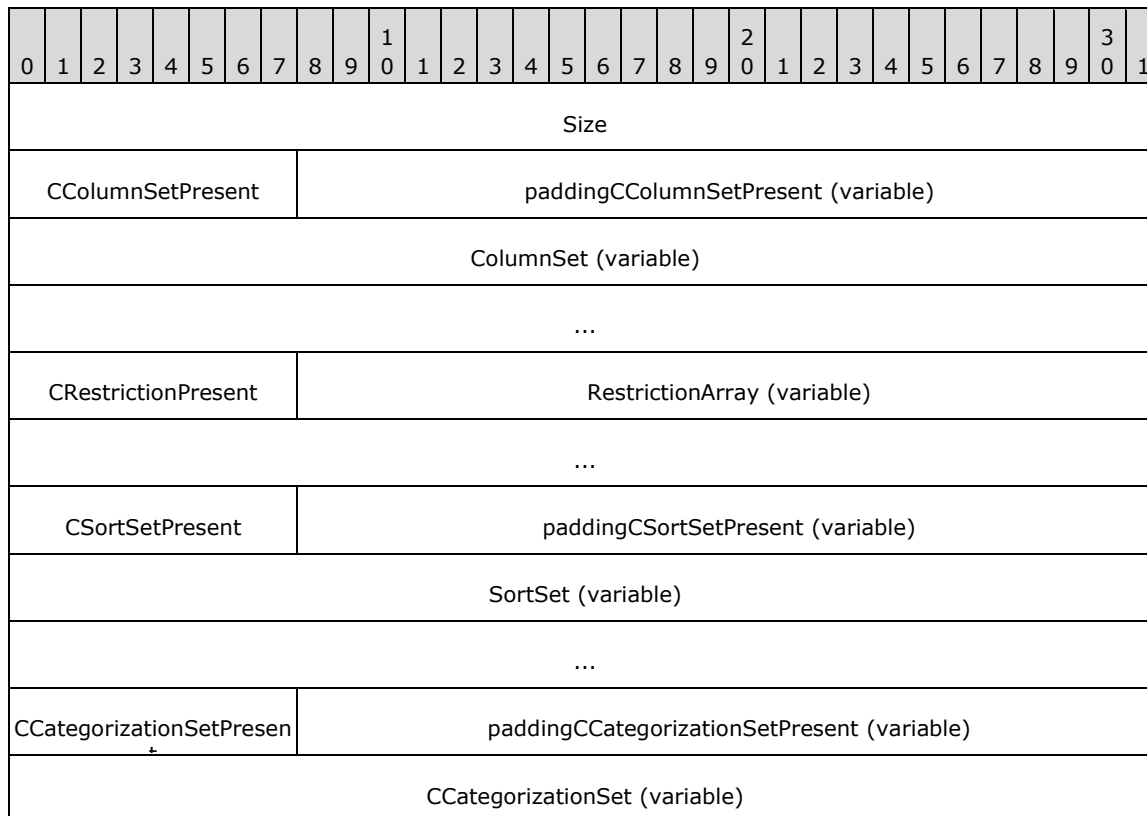 1 2 3
0 1 2 3 4 5 6 7 8 9 0 1 2 3 4 5 6 7 8 9 0 1 2 3 4 5 6 7 8 9 0 1
Size
CColumnSetPresent paddingCColumnSetPresent (variable)
ColumnSet (variable)
...
CRestrictionPresent RestrictionArray (variable)
...
CSortSetPresent paddingCSortSetPresent (variable)
SortSet (variable)
...
CCategorizationSetPresen paddingCCategorizationSetPresent (variable)
t
CCategorizationSet (variable)